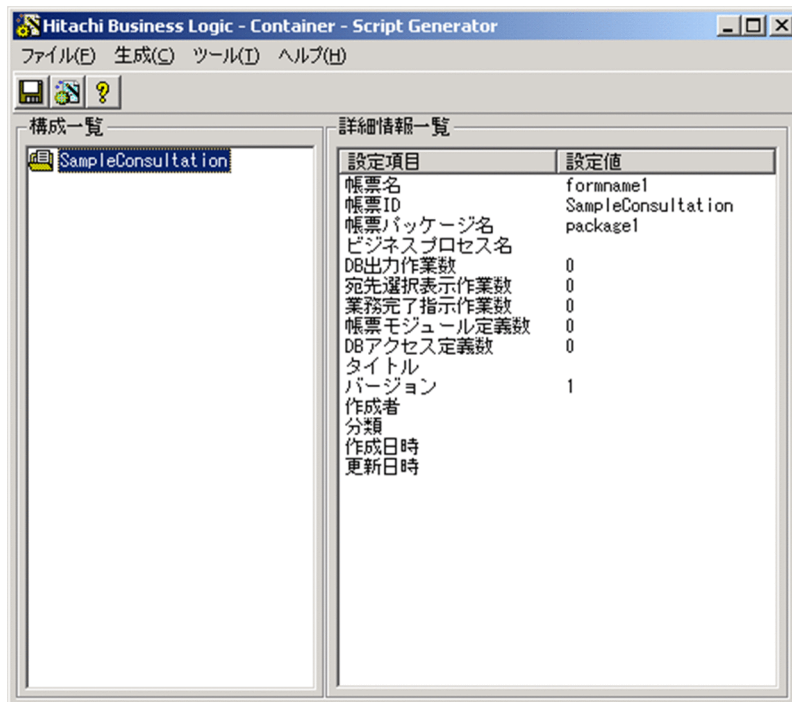 Hitachi Business Logic - Container - Script Generator
ファイル(F) 生成(C) ツール(T) ヘルプ(H)
構成一覧
SampleConsultation
詳細情報一覧
設定項目 設定値
帳票名 formname1
帳票ID SampleConsultation
帳票パッケージ名 package1
ビジネスプロセス名
DB出力作業数 0
宛先選択表示作業数 0
業務完了指示作業数 0
帳票モジュール定義数 0
DBアクセス定義数 0
タイトル
バージョン 1
作成者
分類
作成日時
更新日時